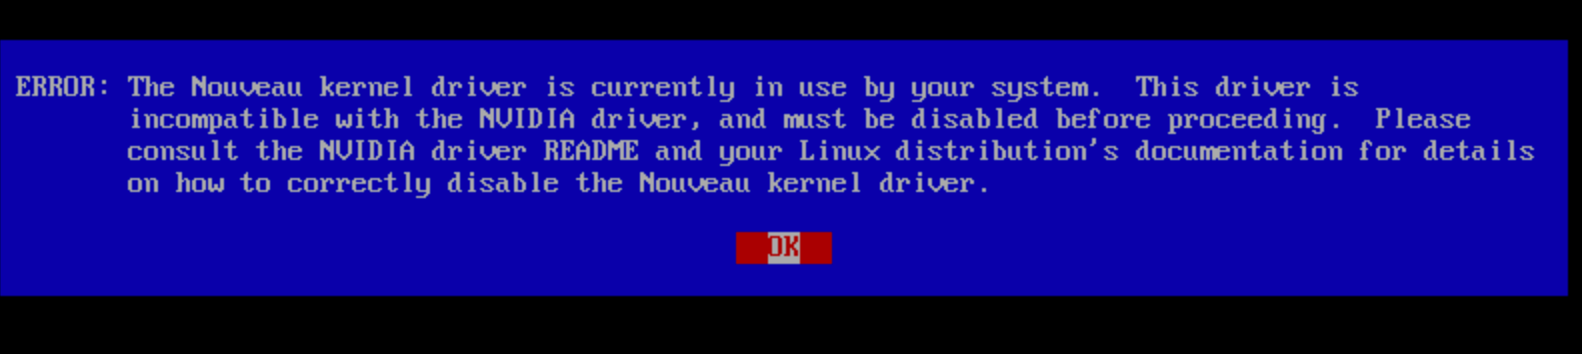 ERROR: The Nouveau kernel driver is currently in use by your system.  This driver is
incompatible with the NVIDIA driver, and must be disabled before proceeding.  Please
consult the NVIDIA driver README and your Linux distribution's documentation for details
on how to correctly disable the Nouveau kernel driver.
OK